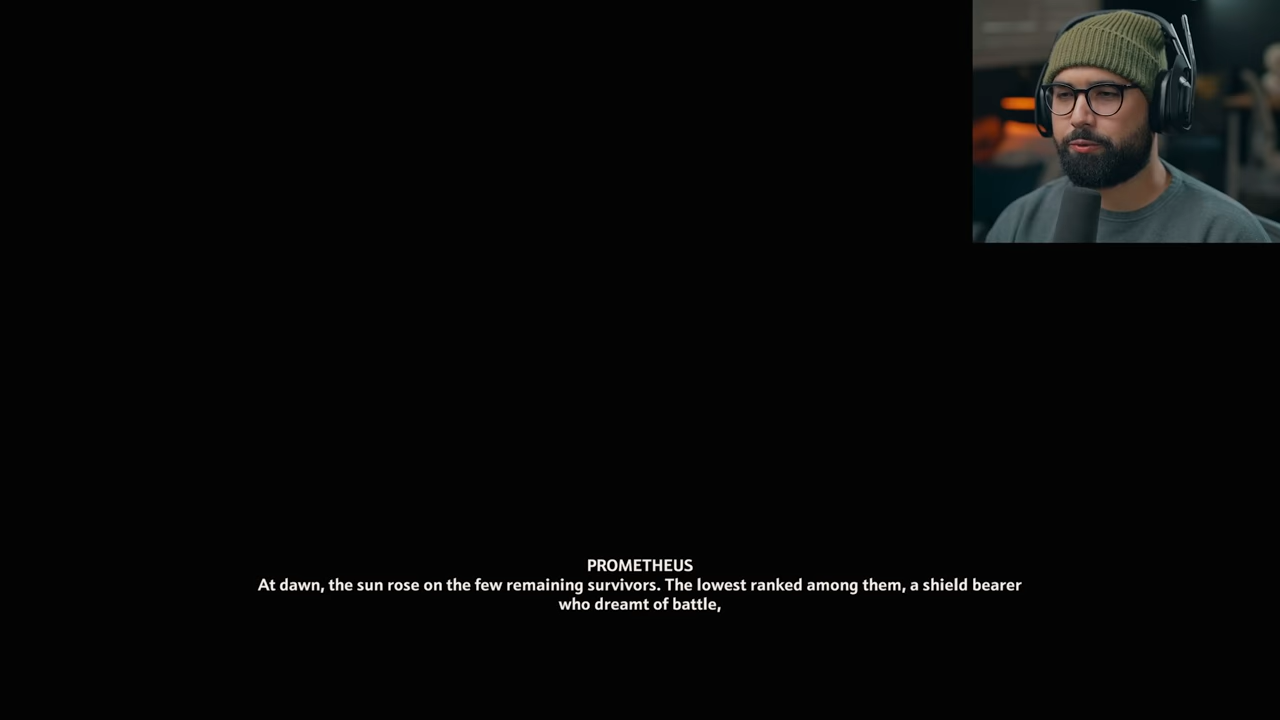 PROMETHEUS
At dawn, the sun rose on the few remaining survivors. The lowest ranked among them, a shield bearer
who dreamt of battle,